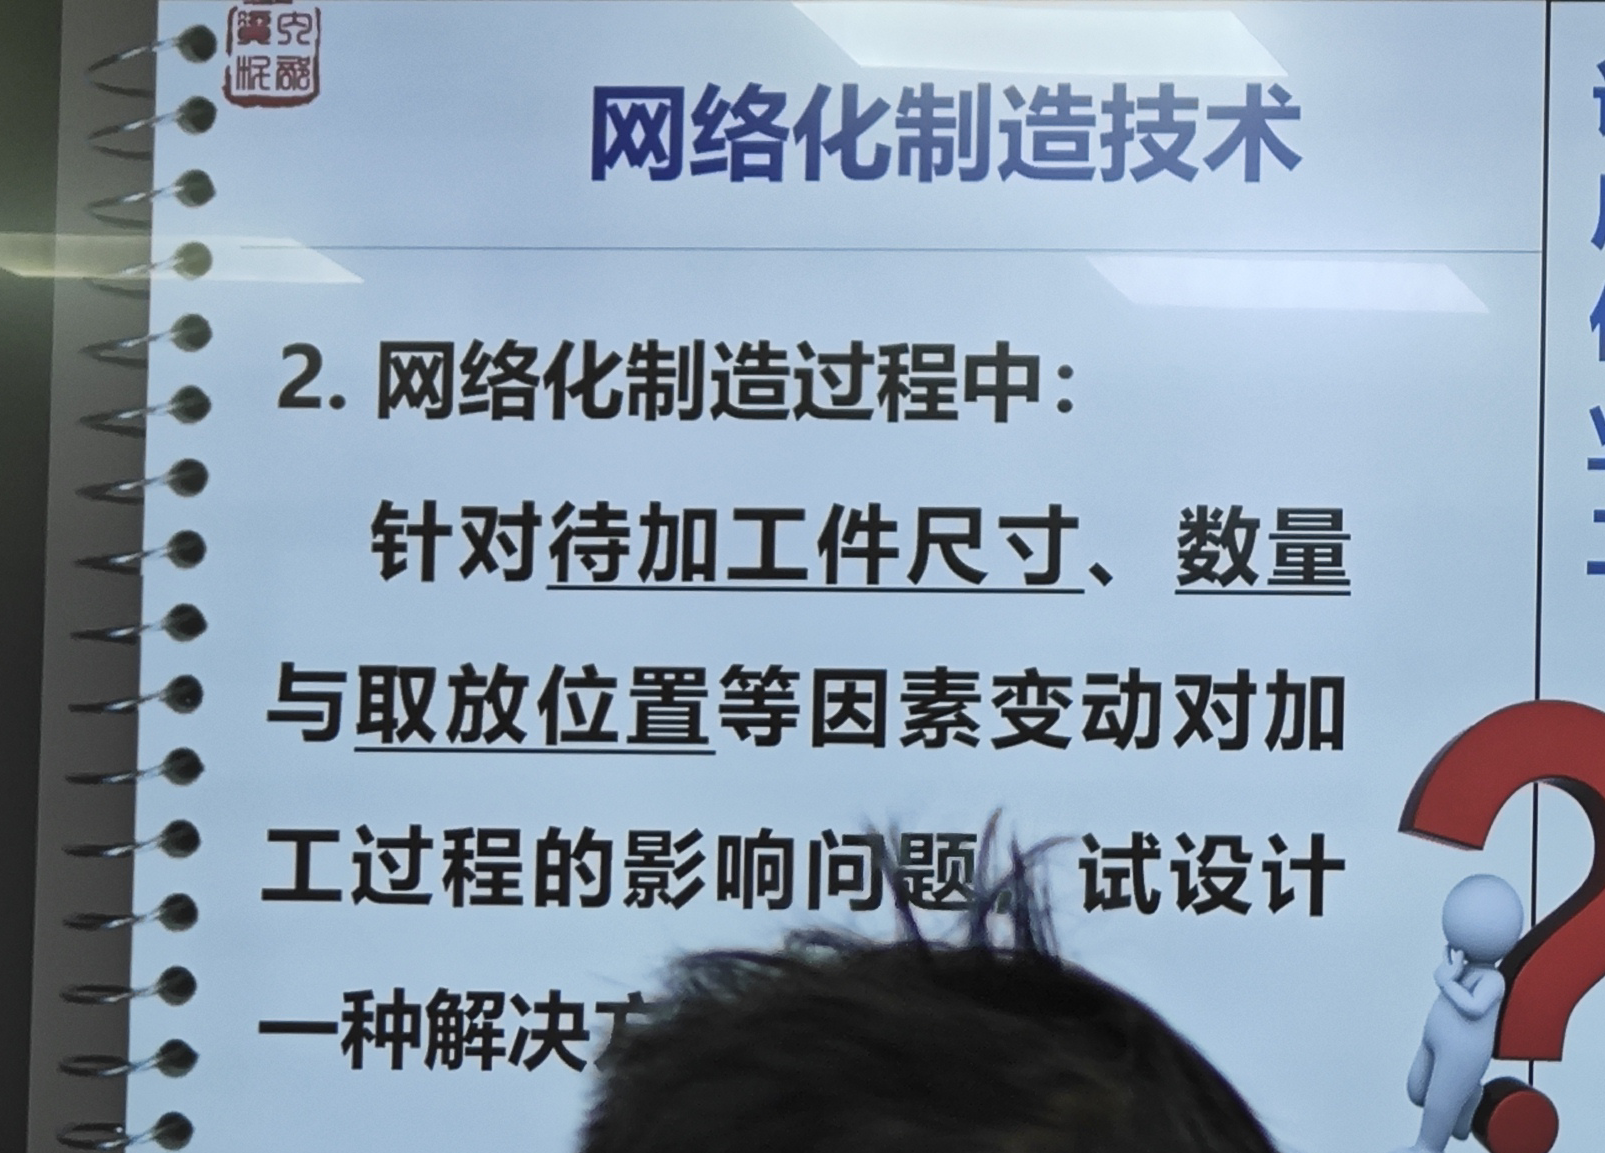 网络化制造技术
2. 网络化制造过程中：
针对待加工件尺寸、数量
与取放位置等因素变动对加
工过程的影响问题，试设计
一种解决方